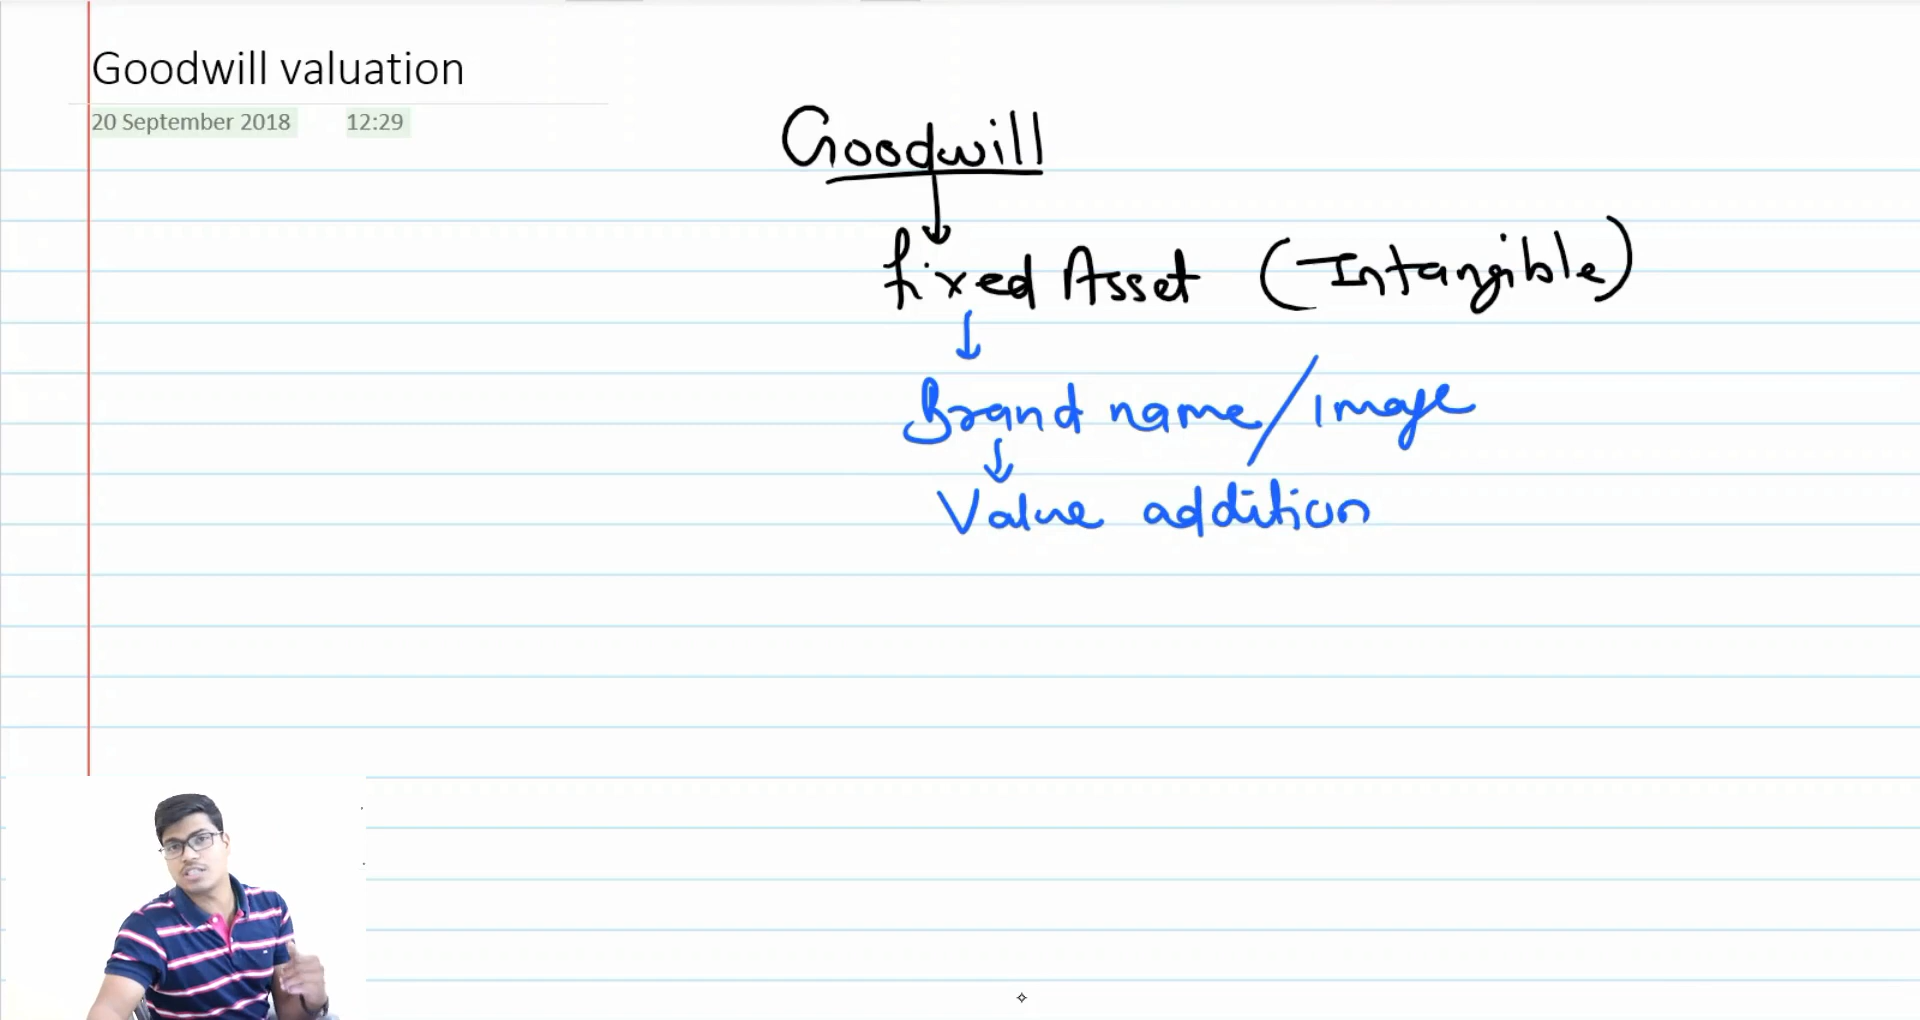 Goodwill valuation
20 September 2018 12:29
Goodwill
fixed Asset (Intangible)
Brand name/image
Value addition